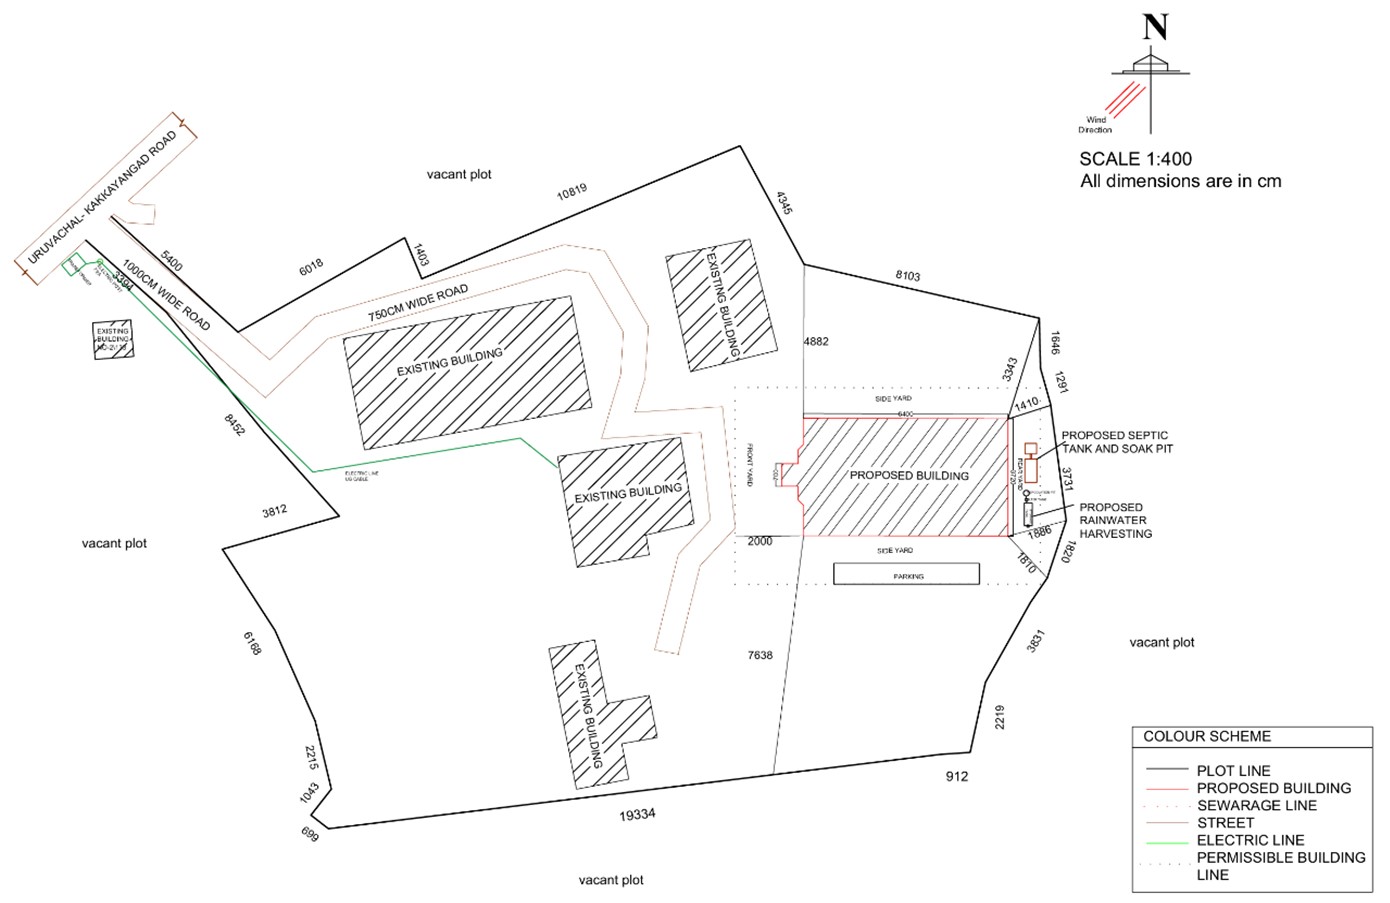 N
Wind
Direction
SCALE 1:400
All dimensions are in cm
URUVACHAL- KAKKAYANGAD ROAD
vacant plot
10819
4345
5400
6018
1403
8103
3394
1000CM WIDE ROAD
750CM WIDE ROAD
EXISTING
BUILDING
EXISTING BUILDING
EXISTING BUILDING
4882
3343
1646
1291
1410
SIDE YARD
6400
8452
FRONT YARD
PROPOSED BUILDING
REAR YARD
3720
3731
PROPOSED SEPTIC
TANK AND SOAK PIT
ELECTRIC LINE
UG CABLE
EXISTING BUILDING
PROPOSED
RAINWATER
HARVESTING
3812
1886
1820
1810
2000
SIDE YARD
PARKING
vacant plot
6168
7638
3831
vacant plot
EXISTING BUILDING
2219
2215
1043
699
19334
912
vacant plot
COLOUR SCHEME
PLOT LINE
PROPOSED BUILDING
SEWARAGE LINE
STREET
ELECTRIC LINE
PERMISSIBLE BUILDING
LINE